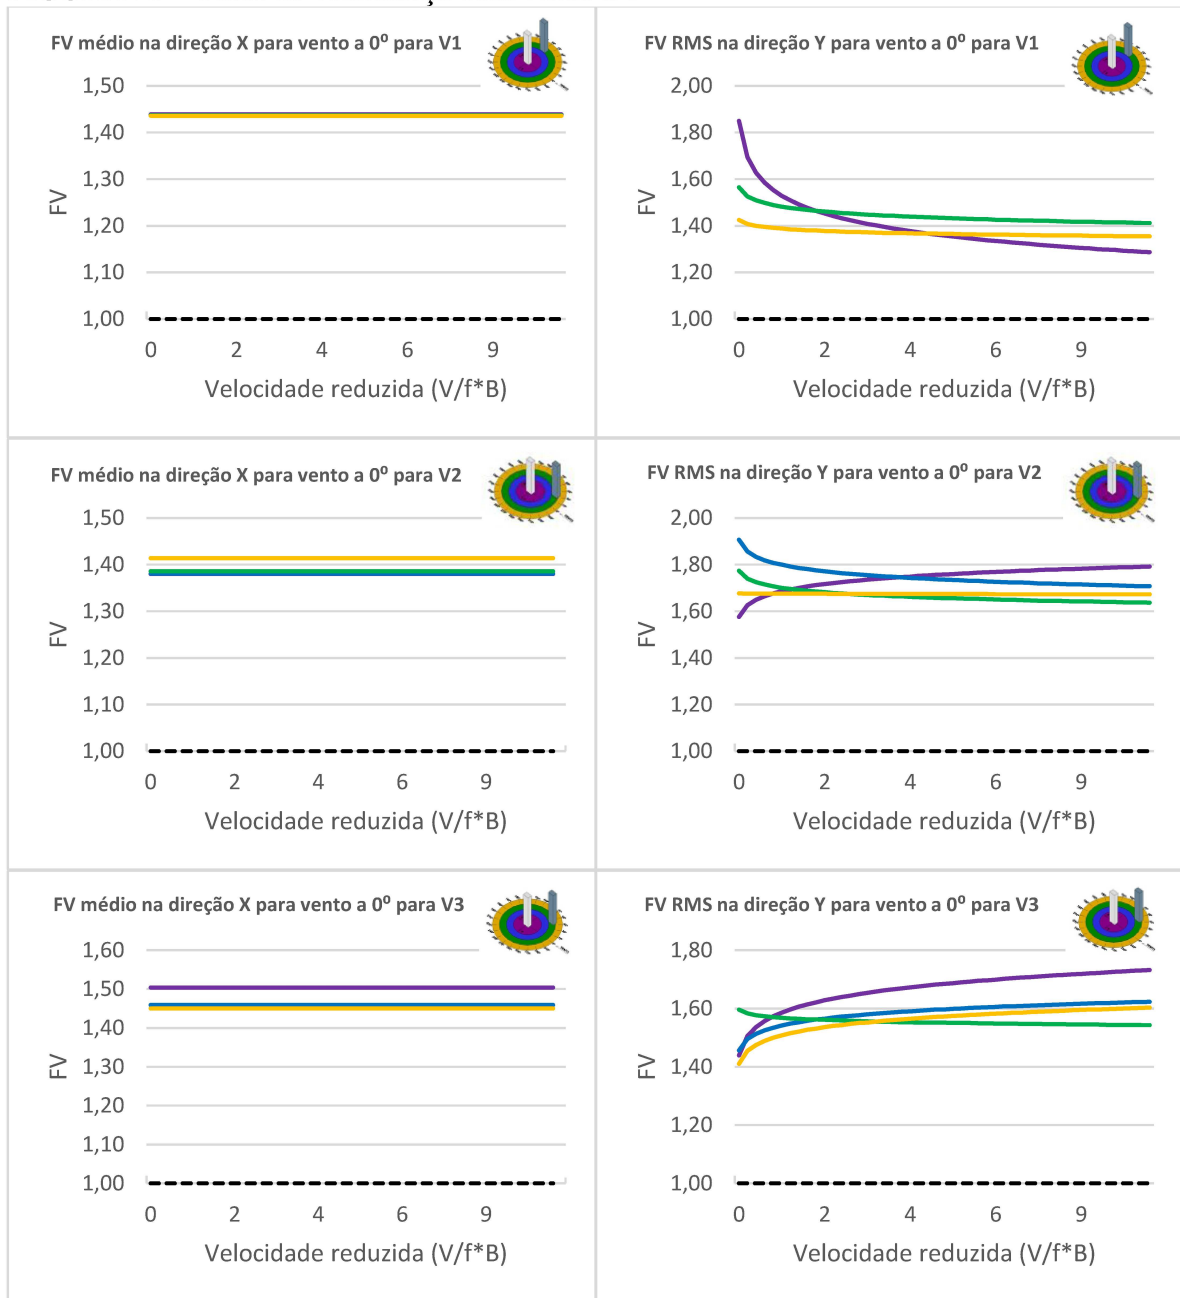 FV médio na direção X para vento a 0º para V1
1,50
1,40
1,30
1,20
1,10
1,00
FV
0 2 4 6 9
Velocidade reduzida (V/f*B)
FV RMS na direção Y para vento a 0º para V1
2,00
1,80
1,60
1,40
1,20
1,00
FV
0 2 4 6 9
Velocidade reduzida (V/f*B)
FV médio na direção X para vento a 0º para V2
1,50
1,40
1,30
1,20
1,10
1,00
FV
0 2 4 6 9
Velocidade reduzida (V/f*B)
FV RMS na direção Y para vento a 0º para V2
2,00
1,80
1,60
1,40
1,20
1,00
FV
0 2 4 6 9
Velocidade reduzida (V/f*B)
FV médio na direção X para vento a 0º para V3
1,60
1,50
1,40
1,30
1,20
1,10
1,00
FV
0 2 4 6 9
Velocidade reduzida (V/f*B)
FV RMS na direção Y para vento a 0º para V3
1,80
1,60
1,40
1,20
1,00
FV
0 2 4 6 9
Velocidade reduzida (V/f*B)